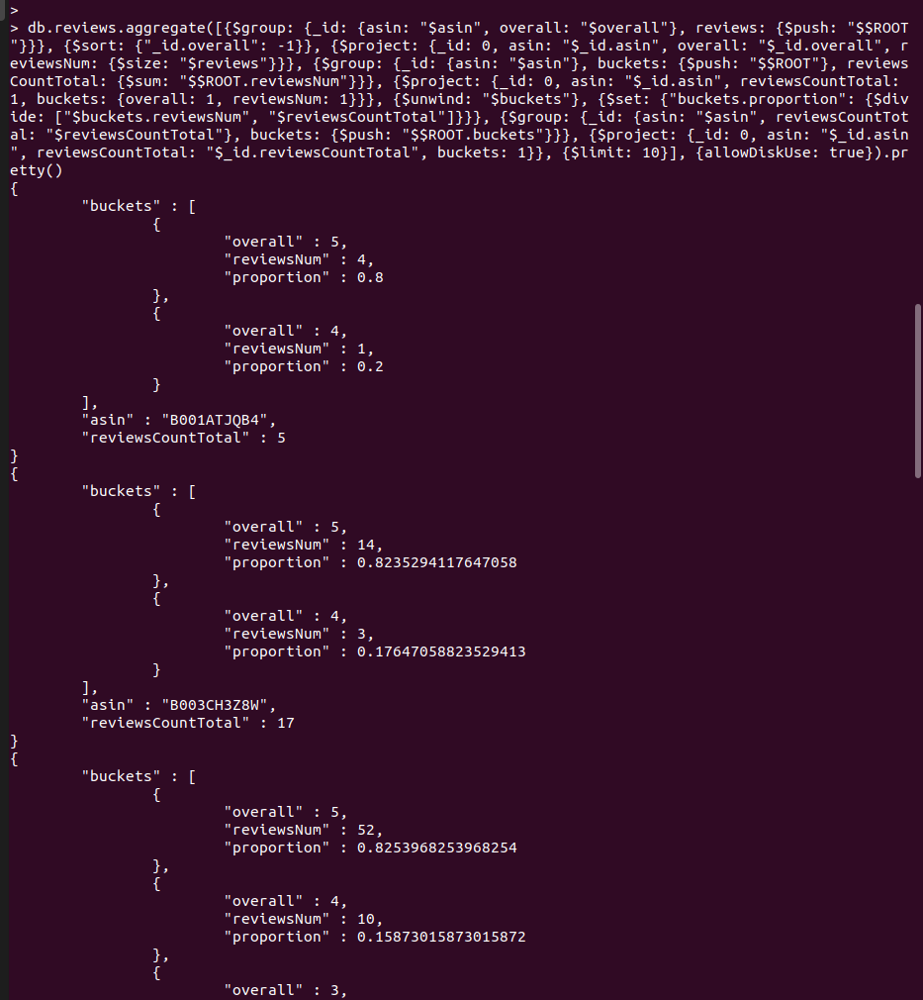 >
> db.reviews.aggregate([{$group: {_id: {asin: "$asin", overall: "$overall"}, reviews: {$push: "$$ROOT
"}}}, {$sort: {"_id.overall": -1}}, {$project: {_id: 0, asin: "$_id.asin", overall: "$_id.overall", r
eviewsNum: {$size: "$reviews"}}}, {$group: {_id: {asin: "$asin"}, buckets: {$push: "$$ROOT"}, reviews
CountTotal: {$sum: "$$ROOT.reviewsNum"}}}, {$project: {_id: 0, asin: "$_id.asin", reviewsCountTotal:
1, buckets: {overall: 1, reviewsNum: 1}}}, {$unwind: "$buckets"}, {$set: {"buckets.proportion": {$div
ide: ["$buckets.reviewsNum", "$reviewsCountTotal"]}}}, {$group: {_id: {asin: "$asin", reviewsCountTot
al: "$reviewsCountTotal"}, buckets: {$push: "$$ROOT.buckets"}}}, {$project: {_id: 0, asin: "$_id.asin
", reviewsCountTotal: "$_id.reviewsCountTotal", buckets: 1}}, {$limit: 10}], {allowDiskUse: true}).pr
etty()
{
"buckets" : [
{
"overall" : 5,
"reviewsNum" : 4,
"proportion" : 0.8
},
{
"overall" : 4,
"reviewsNum" : 1,
"proportion" : 0.2
}
],
"asin" : "B001ATJQB4",
"reviewsCountTotal" : 5
}
{
"buckets" : [
{
"overall" : 5,
"reviewsNum" : 14,
"proportion" : 0.8235294117647058
},
{
"overall" : 4,
"reviewsNum" : 3,
"proportion" : 0.17647058823529413
}
],
"asin" : "B003CH3Z8W",
"reviewsCountTotal" : 17
}
{
"buckets" : [
{
"overall" : 5,
"reviewsNum" : 52,
"proportion" : 0.8253968253968254
},
{
"overall" : 4,
"reviewsNum" : 10,
"proportion" : 0.15873015873015872
},
{
"overall" : 3,